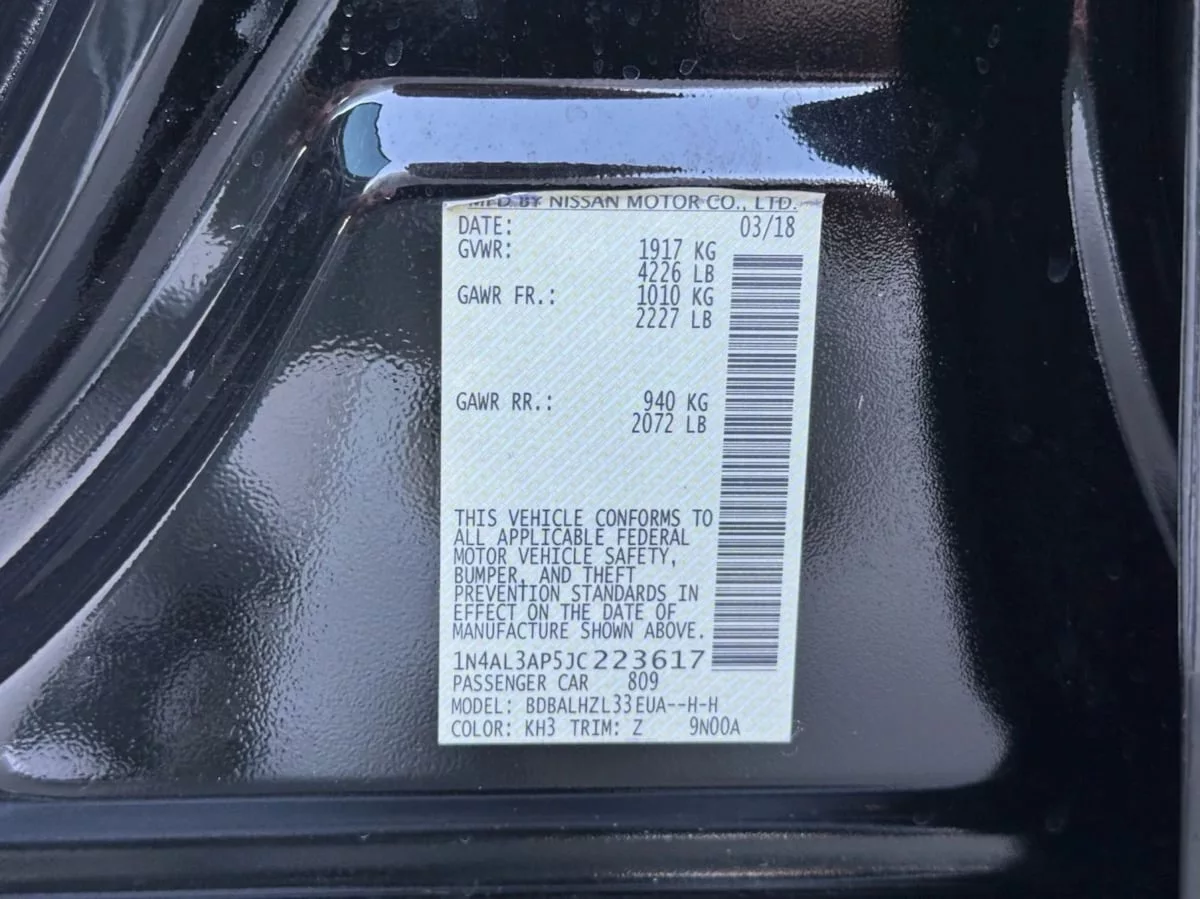 MFD BY NISSAN MOTOR CO., LTD.
DATE: 03/18
GVWR: 1917 KG
4226 LB
GAWR FR.: 1010 KG
2227 LB
GAWR RR.: 940 KG
2072 LB
THIS VEHICLE CONFORMS TO
ALL APPLICABLE FEDERAL
MOTOR VEHICLE SAFETY,
BUMPER, AND THEFT
PREVENTION STANDARDS IN
EFFECT ON THE DATE OF
MANUFACTURE SHOWN ABOVE.
1N4AL3AP5JC223617
PASSENGER CAR 809
MODEL: BDBALHZL33EUA--H-H
COLOR: KH3 TRIM: Z 9N00A